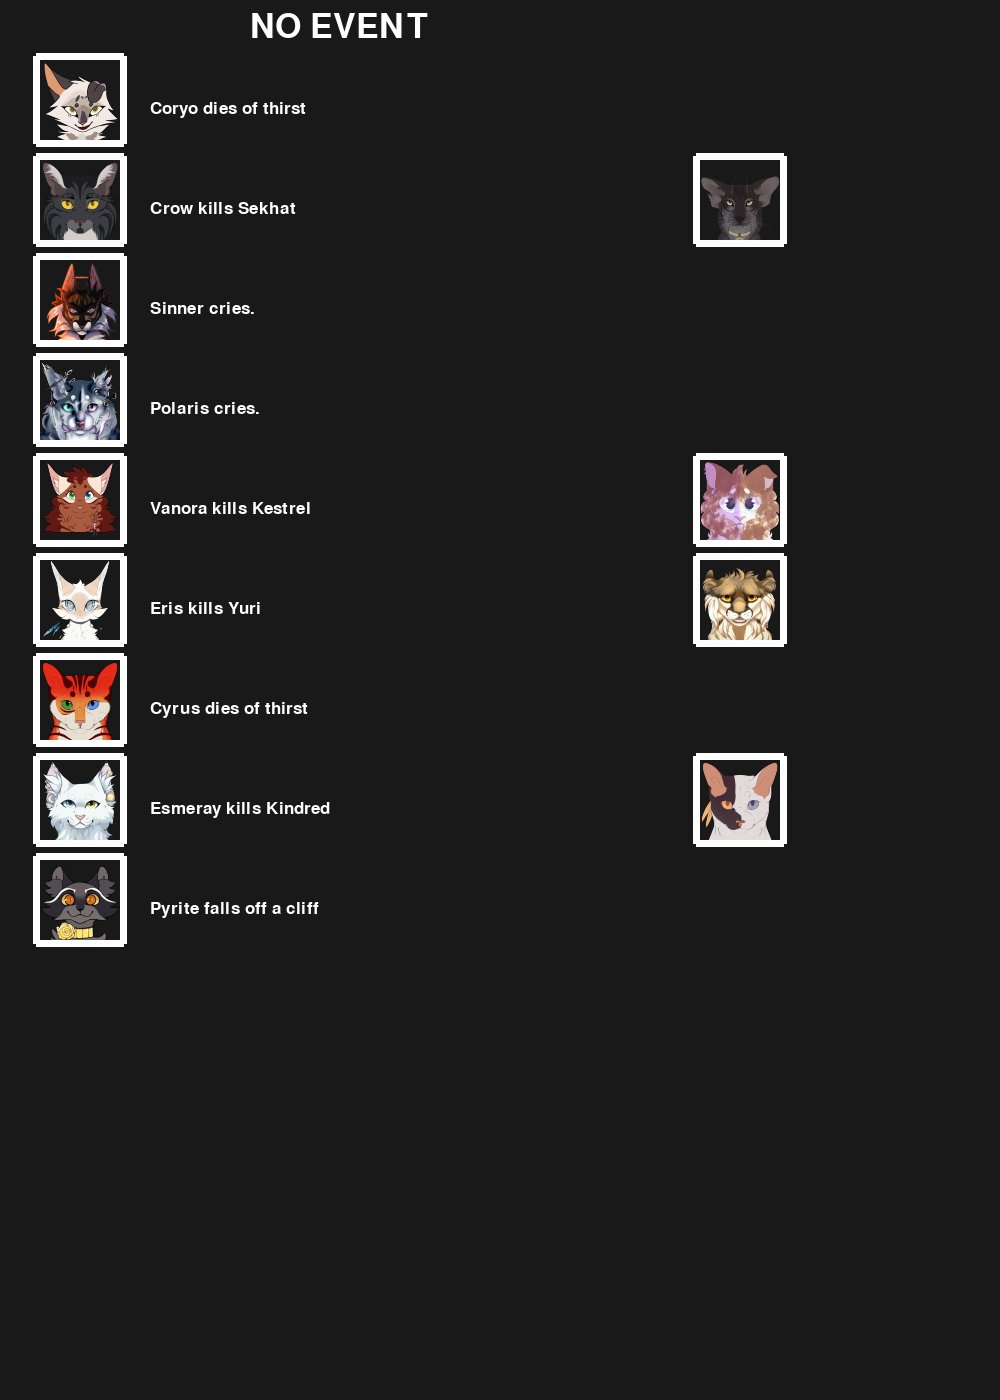 NO EVENT
Coryo dies of thirst
Crow kills Sekhat
Sinner cries.
Polaris cries.
Vanora kills Kestrel
Eris kills Yuri
Cyrus dies of thirst
Esmeray kills Kindred
Pyrite falls off a cliff